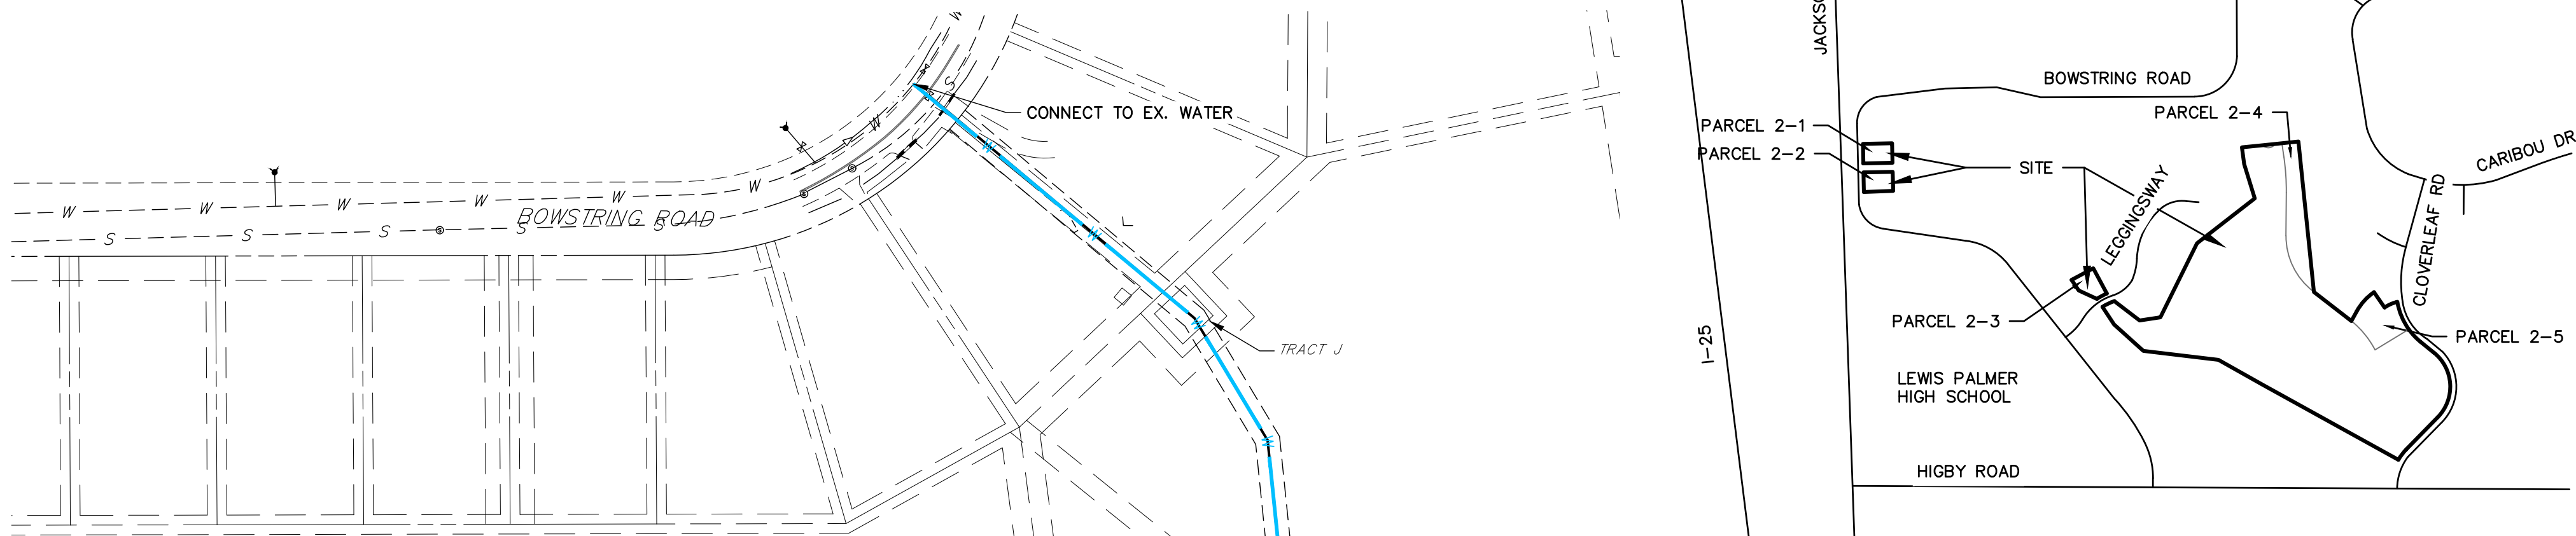 W
CONNECT TO EX. WATER
S
W
W
W
W
W
W
W
W
BOWSTRING ROAD
S
S
S
S
S
W
W
W
W
TRACT J
JACKSO
BOWSTRING ROAD
PARCEL 2-4
PARCEL 2-1
PARCEL 2-2
SITE
LEGGINGSWAY
CARIBOU DR
CLOVERLEAF RD
PARCEL 2-3
PARCEL 2-5
I-25
LEWIS PALMER
HIGH SCHOOL
HIGBY ROAD